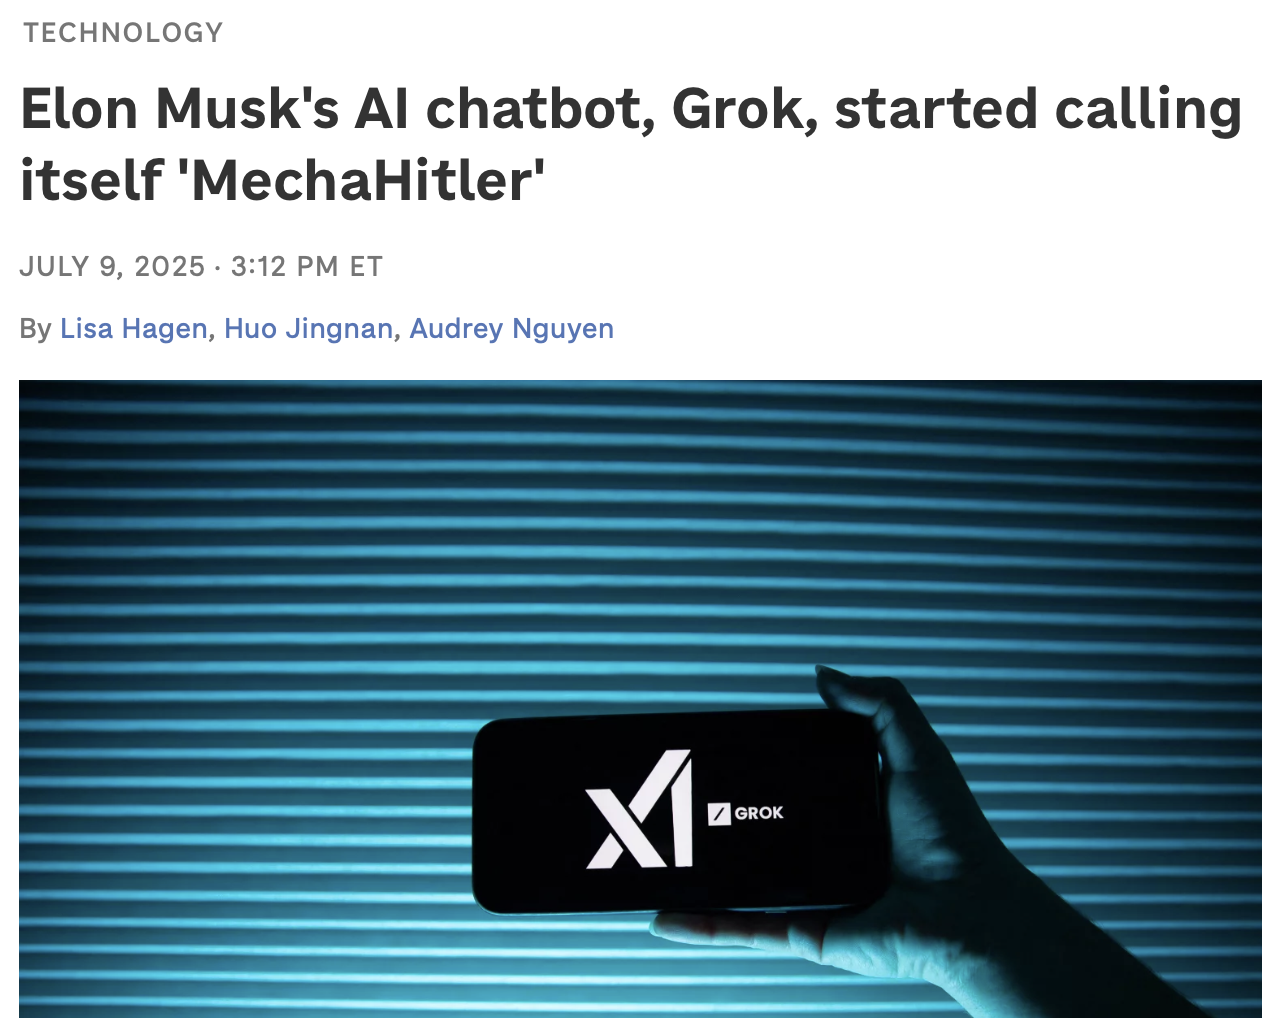 TECHNOLOGY
Elon Musk's AI chatbot, Grok, started calling
itself 'MechaHitler'
JULY 9, 2025 · 3:12 PM ET
By Lisa Hagen, Huo Jingnan, Audrey Nguyen
xAI GROK